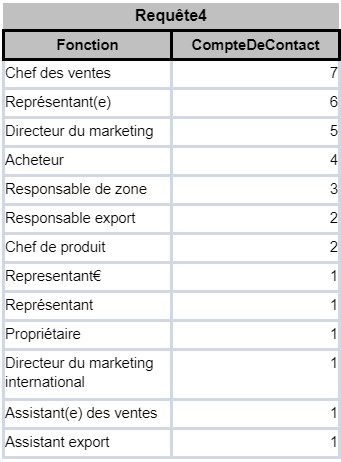 Requête4
Fonction CompteDeContact
Chef des ventes 7
Représentant(e) 6
Directeur du marketing 5
Acheteur 4
Responsable de zone 3
Responsable export 2
Chef de produit 2
Representant€ 1
Représentant 1
Propriétaire 1
Directeur du marketing 1
international
Assistant(e) des ventes 1
Assistant export 1